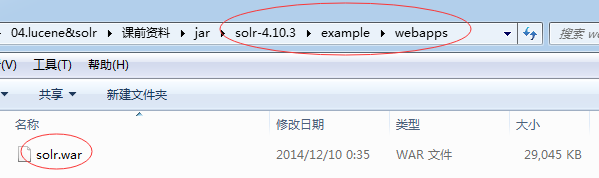 04.lucene&solr 课前资料 jar solr-4.10.3 example webapps 搜索
(V) 工具(T) 帮助(H)
共享 新建文件夹
名称 修改日期 类型 大小
solr.war 2014/12/10 0:35 WAR 文件 29,045 KB